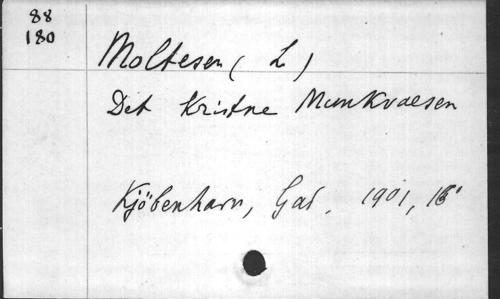 88
180
Moltesen ( L )
Det Kristne Munkvaesen
Kjöbenhavn, Gad, 1901, 16°